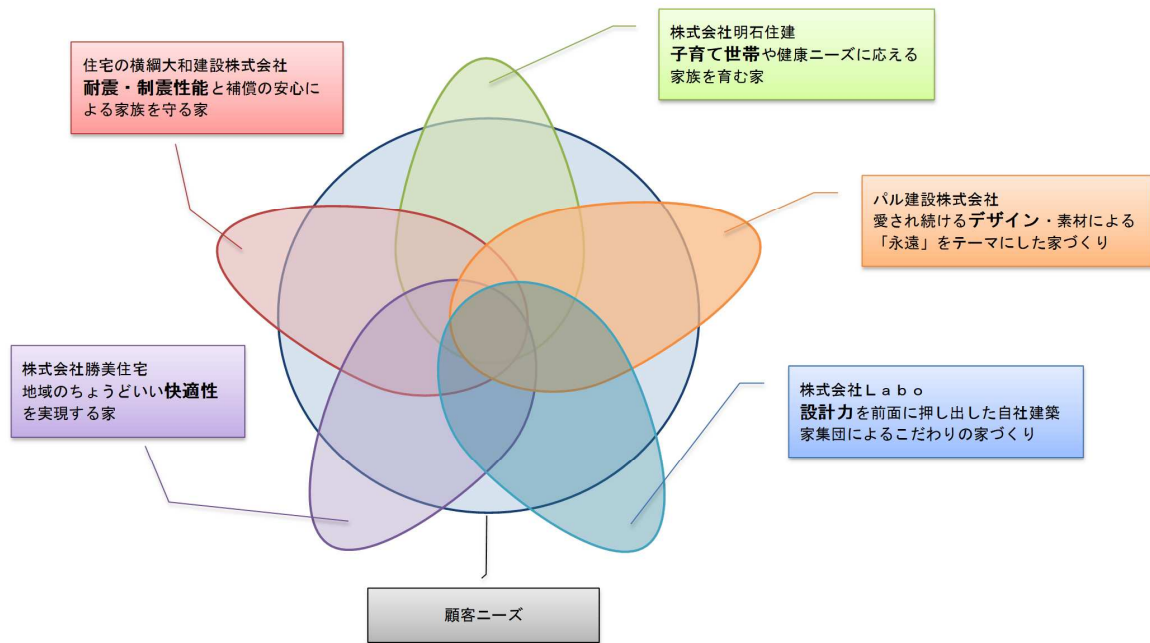 株式会社明石住建
子育て世帯や健康ニーズに応える
家族を育む家
住宅の横綱大和建設株式会社
耐震・制震性能と補償の安心に
よる家族を守る家
パル建設株式会社
愛され続けるデザイン・素材による
「永遠」をテーマにした家づくり
株式会社勝美住宅
地域のちょうどいい快適性
を実現する家
株式会社Ｌａｂｏ
設計力を前面に押し出した自社建築
家集団によるこだわりの家づくり
顧客ニーズ